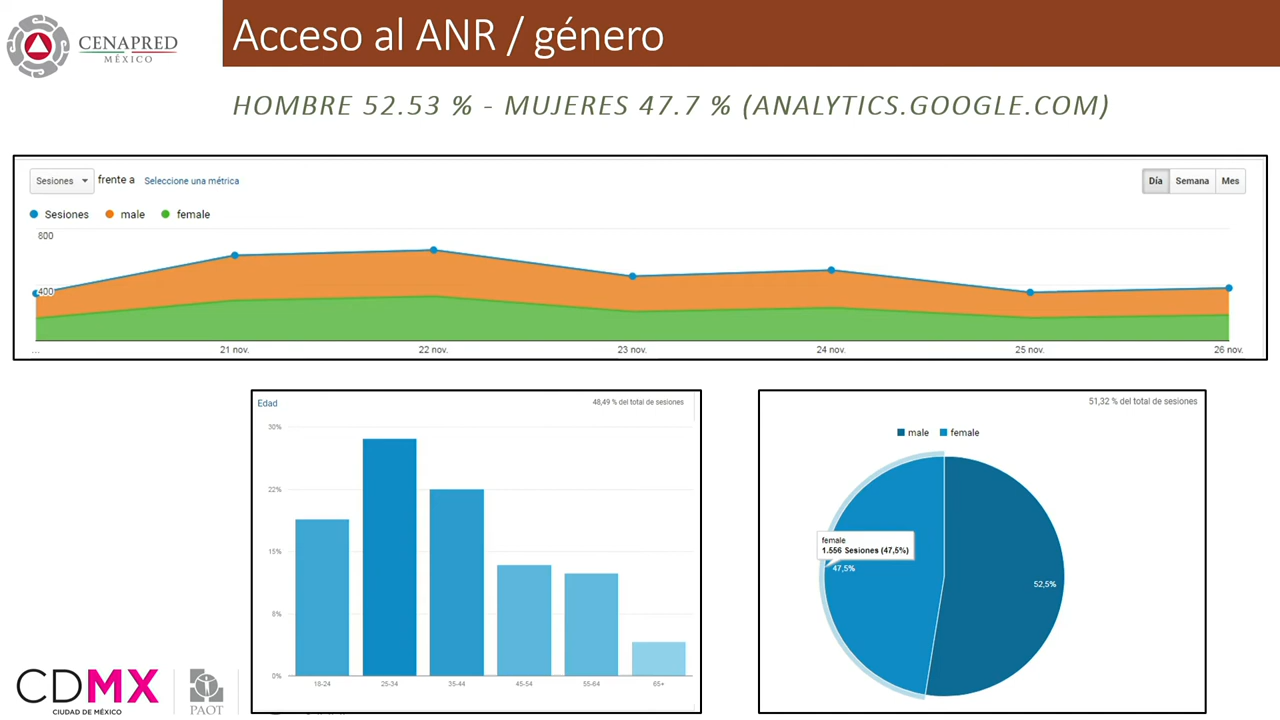 CENAPRED
MÉXICO
Acceso al ANR / género
HOMBRE 52.53 % - MUJERES 47.7 % (ANALYTICS.GOOGLE.COM)
Sesiones frente a Seleccione una métrica
Día Semana Mes
Sesiones male female
800
400
... 21 nov. 22 nov. 23 nov. 24 nov. 25 nov. 26 nov.
Edad 48,49 % del total de sesiones
30%
22%
15%
8%
0%
18-24 25-34 35-44 45-54 55-64 65+
51,32 % del total de sesiones
male female
female
1.556 Sesiones (47,5%)
47,5%
52,5%
CDMX
CIUDAD DE MÉXICO
PAOT